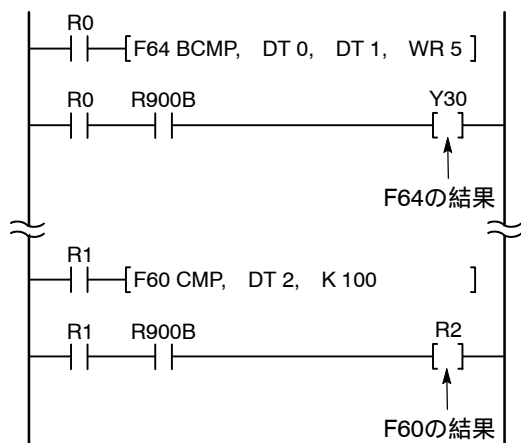 R0
F64 BCMP, DT 0, DT 1, WR 5
R0 R900B Y30
F64の結果
R1
F60 CMP, DT 2, K 100
R1 R900B R2
F60の結果